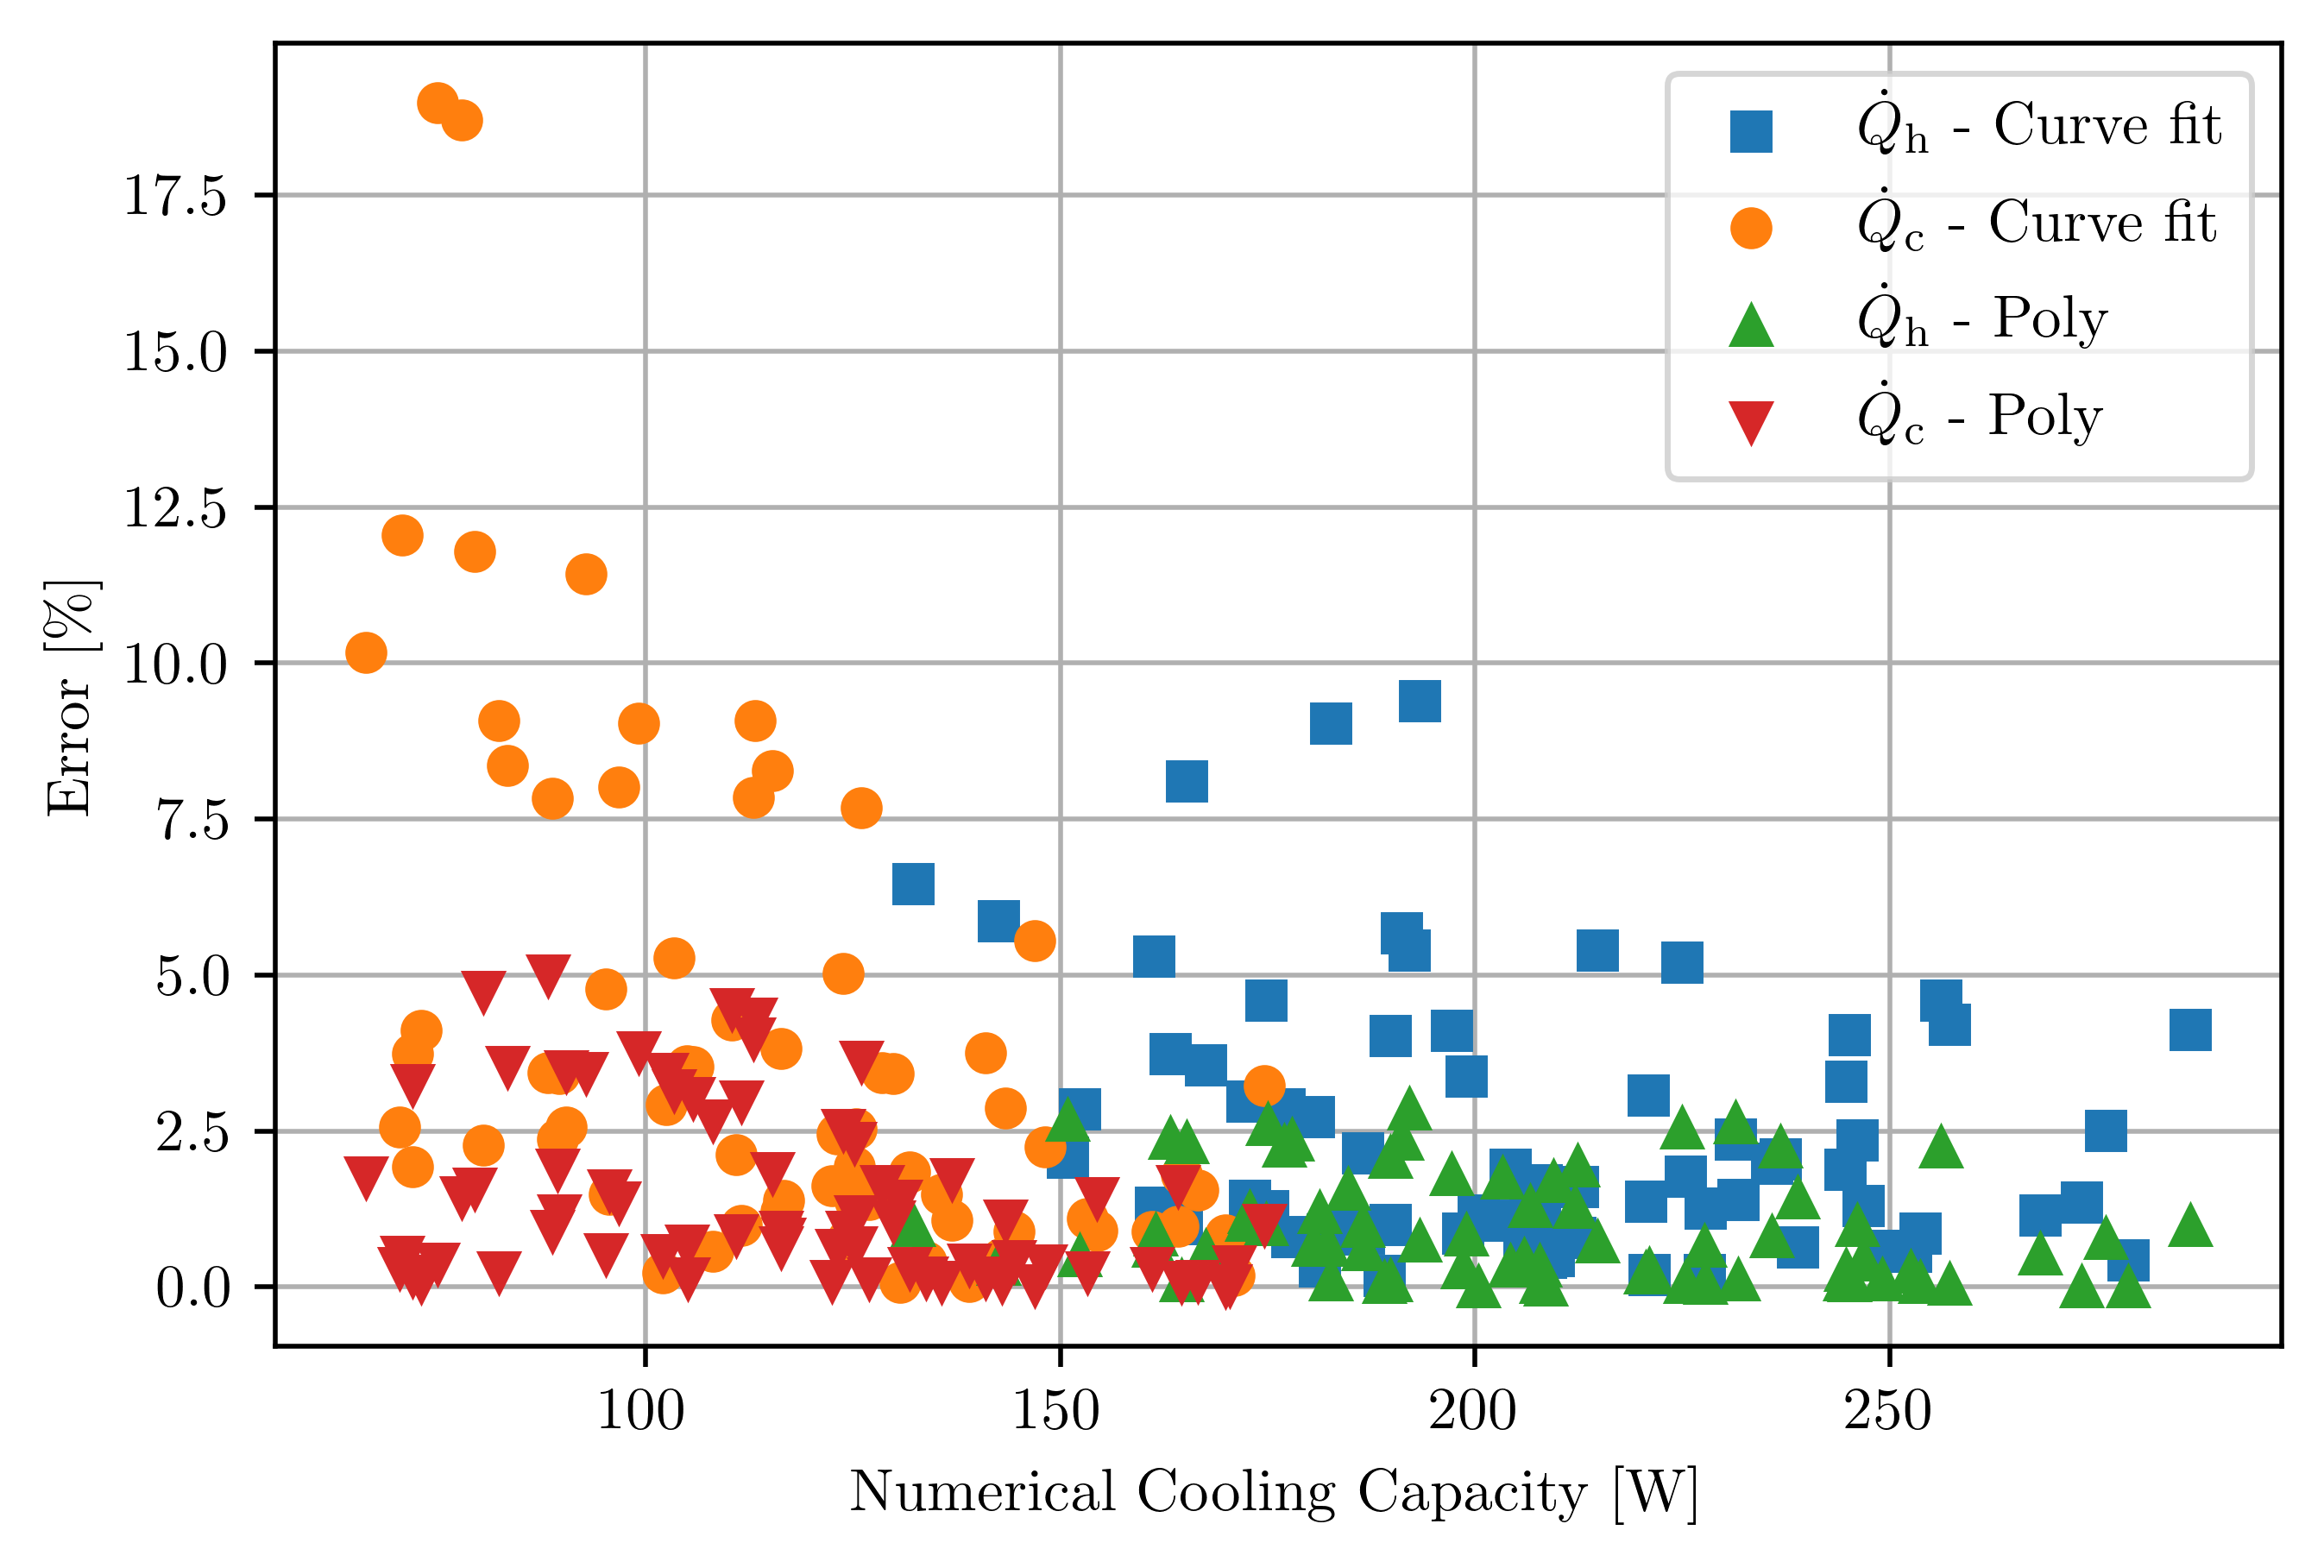 Q̇h - Curve fit
Q̇c - Curve fit
Q̇h - Poly
Q̇c - Poly
17.5
15.0
12.5
10.0
7.5
5.0
2.5
0.0
Error [%]
100 150 200 250
Numerical Cooling Capacity [W]